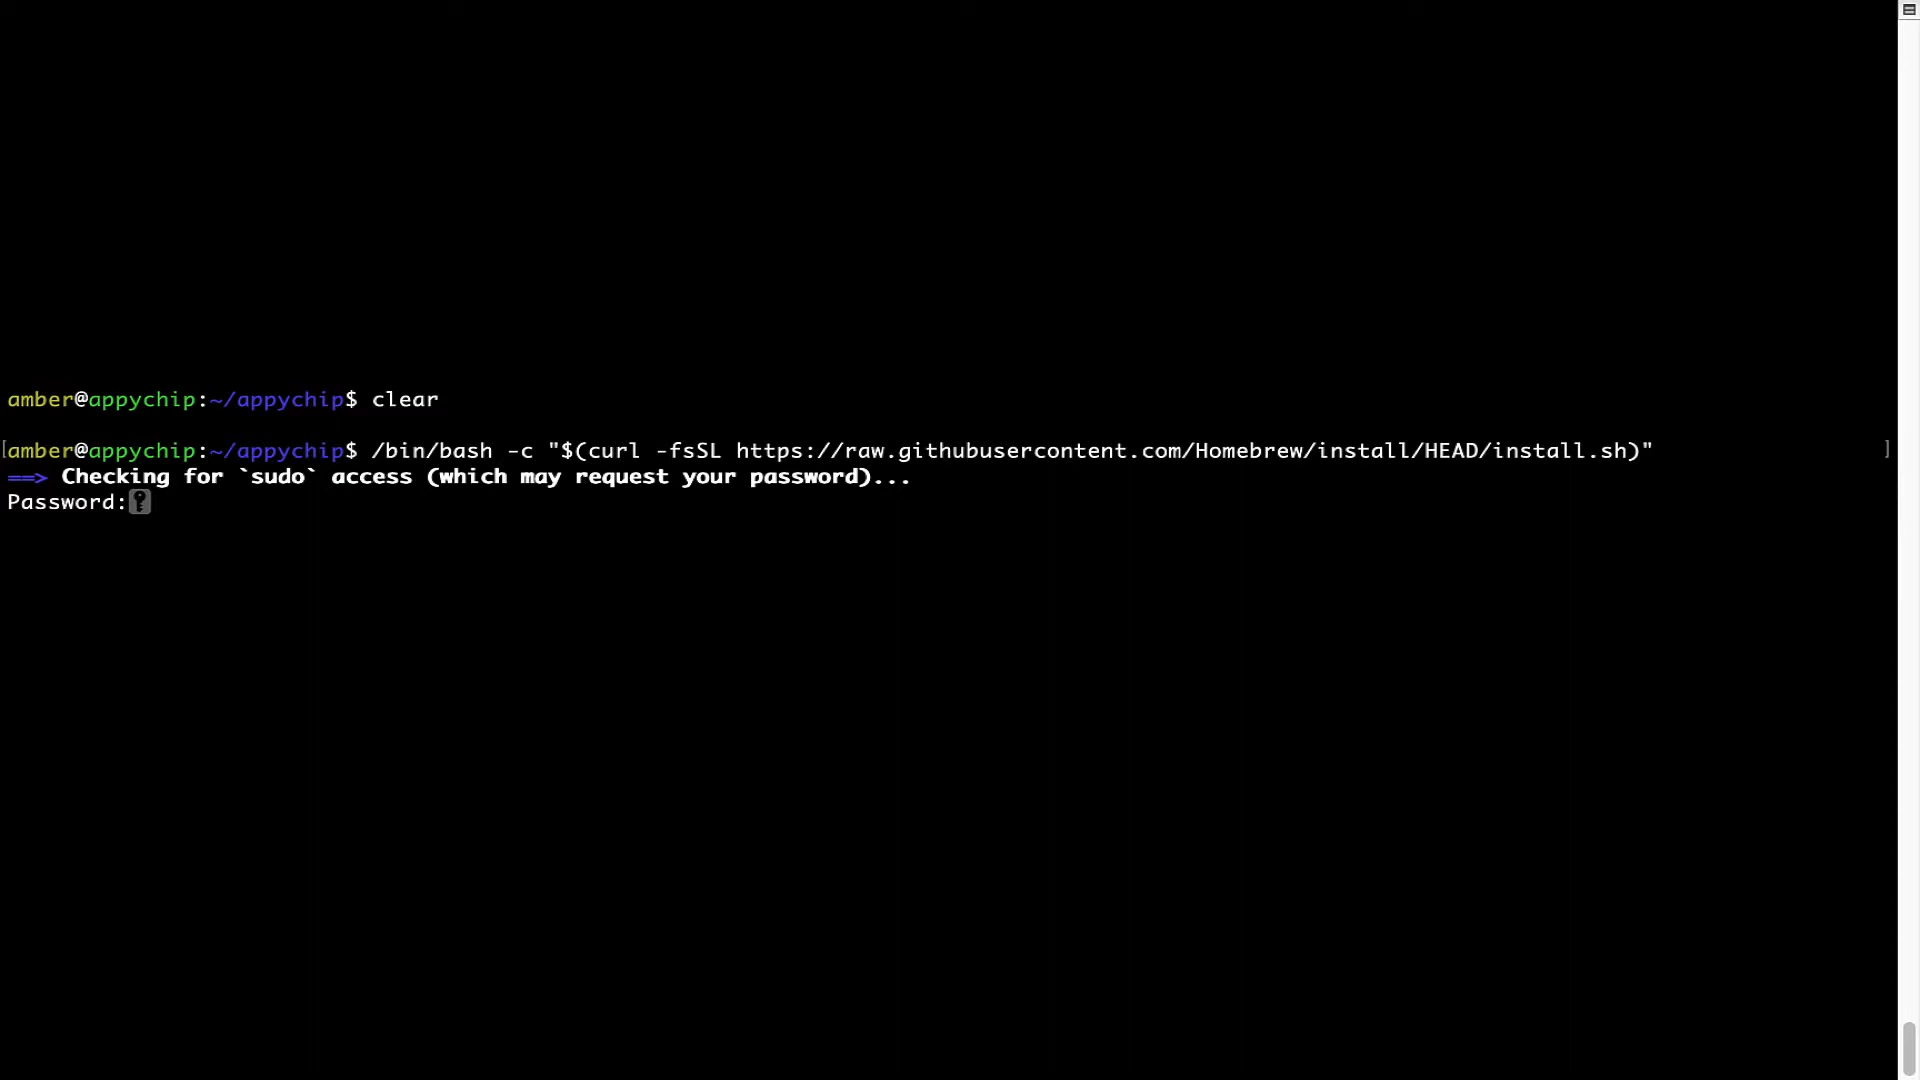 amber@appychip:~/appychip$ clear
[amber@appychip:~/appychip$ /bin/bash -c "$(curl -fsSL https://raw.githubusercontent.com/Homebrew/install/HEAD/install.sh)" ]
==> Checking for `sudo` access (which may request your password)...
Password: